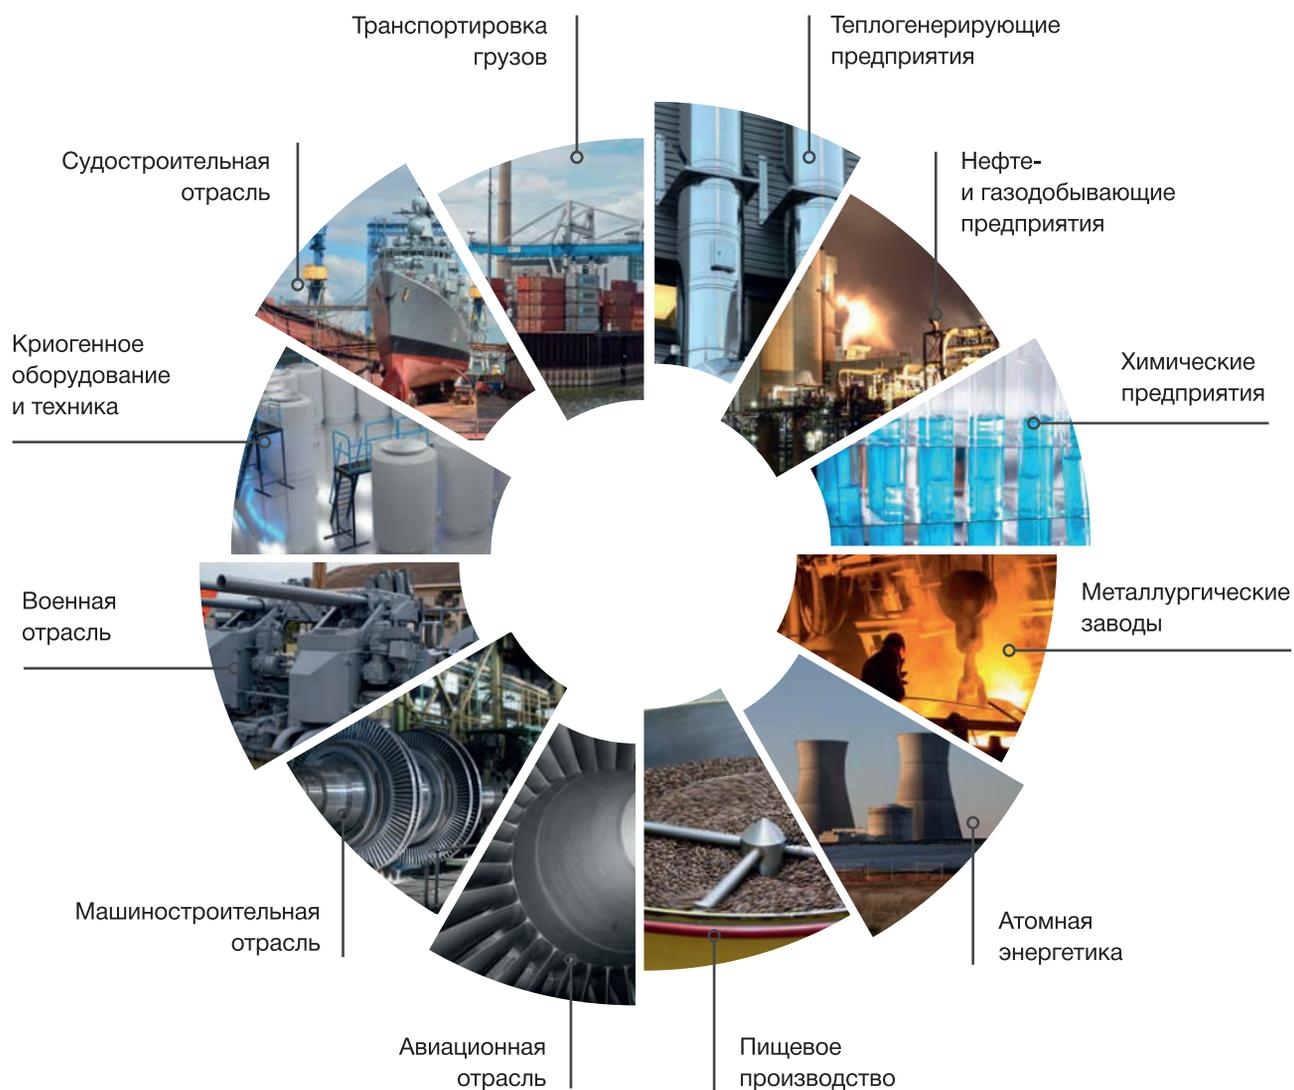 Транспортировка
грузов
Теплогенерирующие
предприятия
Судостроительная
отрасль
Нефте-
и газодобывающие
предприятия
Криогенное
оборудование
и техника
Химические
предприятия
Военная
отрасль
Металлургические
заводы
Машиностроительная
отрасль
Атомная
энергетика
Авиационная
отрасль
Пищевое
производство